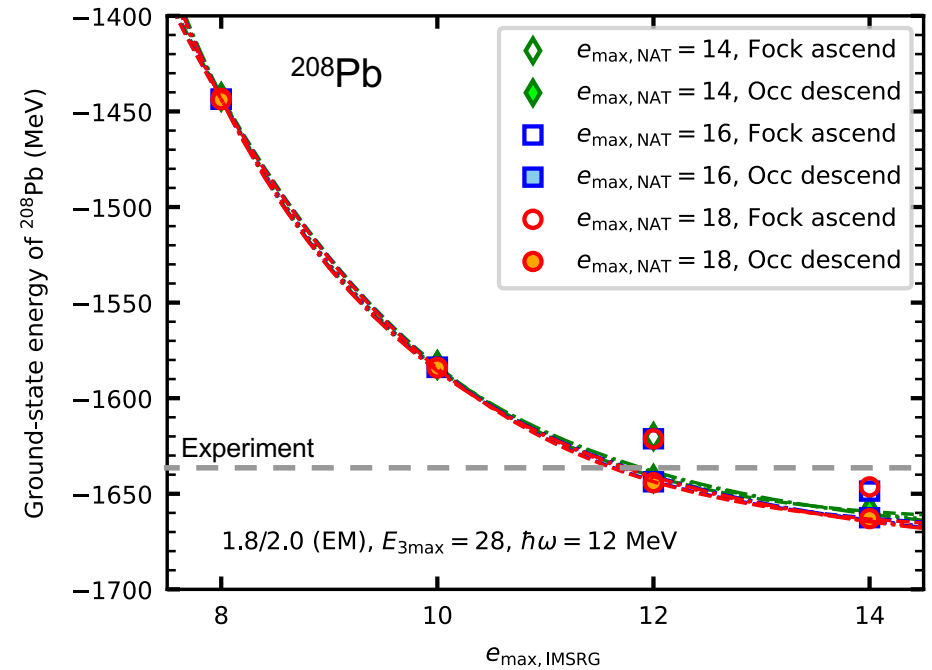 −1400
−1450
−1500
−1550
−1600
−1650
−1700
Ground-state energy of ²⁰⁸Pb (MeV)
²⁰⁸Pb
e_max, NAT = 14, Fock ascend
e_max, NAT = 14, Occ descend
e_max, NAT = 16, Fock ascend
e_max, NAT = 16, Occ descend
e_max, NAT = 18, Fock ascend
e_max, NAT = 18, Occ descend
Experiment
1.8/2.0 (EM), E_3max = 28, ħω = 12 MeV
8 10 12 14
e_max, IMSRG